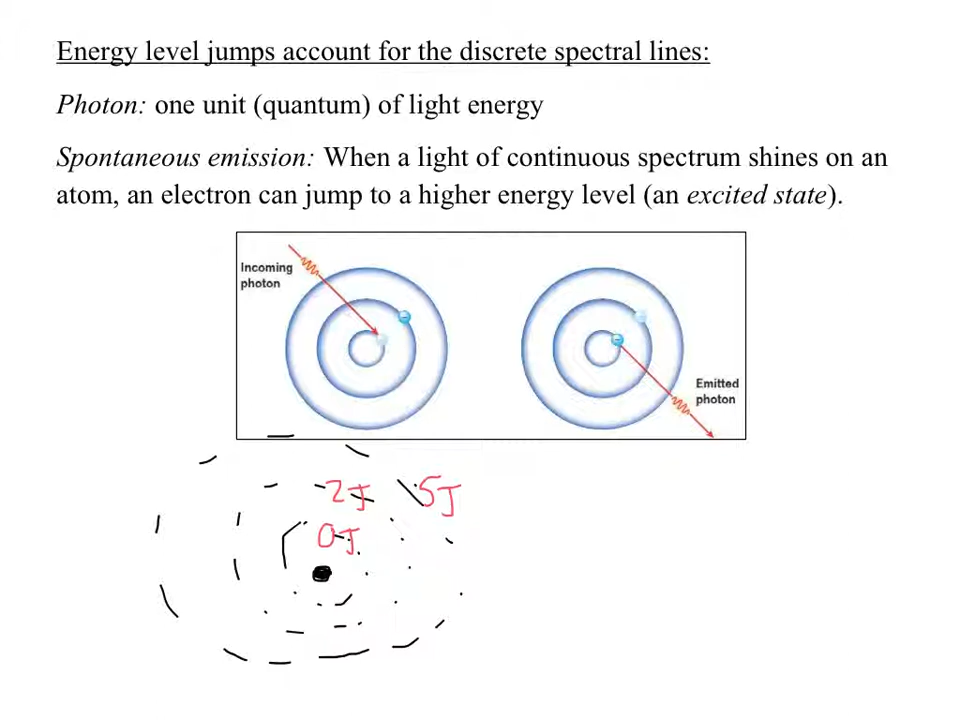 Energy level jumps account for the discrete spectral lines:
Photon: one unit (quantum) of light energy
Spontaneous emission: When a light of continuous spectrum shines on an
atom, an electron can jump to a higher energy level (an excited state).
Incoming
photon
Emitted
photon
2J
5J
0J